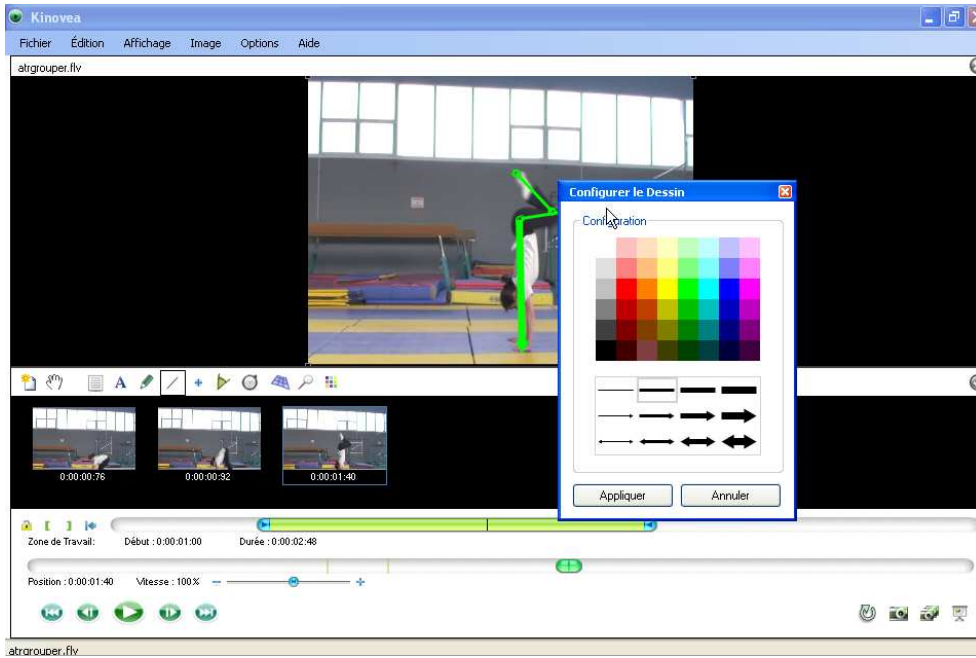 Kinovea
Fichier Édition Affichage Image Options Aide
atrgrouper.flv
Configurer le Dessin
Configuration
A
0:00:00:76 0:00:00:92 0:00:01:40
Appliquer Annuler
Zone de Travail: Début : 0:00:01:00 Durée : 0:00:02:48
Position : 0:00:01:40 Vitesse : 100%
atrgrouper.flv